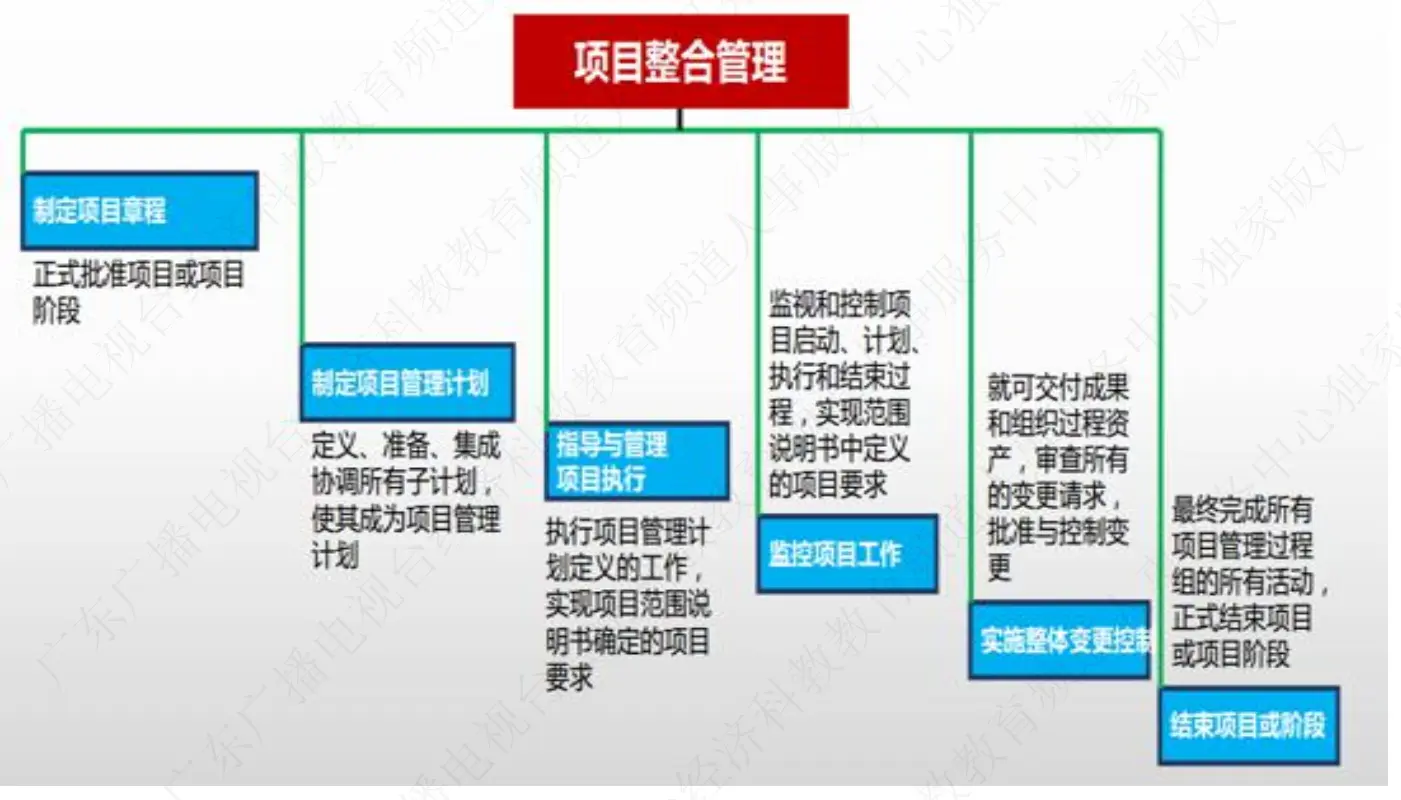 项目整合管理
制定项目章程
正式批准项目或项目
阶段
制定项目管理计划
定义、准备、集成
协调所有子计划，
使其成为项目管理
计划
指导与管理
项目执行
执行项目管理计
划定义的工作，
实现项目范围说
明书确定的项目
要求
监视和控制项
目启动、计划、
执行和结束过
程，实现范围
说明书中定义
的项目要求
监控项目工作
就可交付成果
和组织过程资
产，审查所有
的变更请求，
批准与控制变
更
实施整体变更控制
最终完成所有
项目管理过程
组的所有活动，
正式结束项目
或项目阶段
结束项目或阶段
广东广播电视台经济科教教育频道人事服务中心独家版权